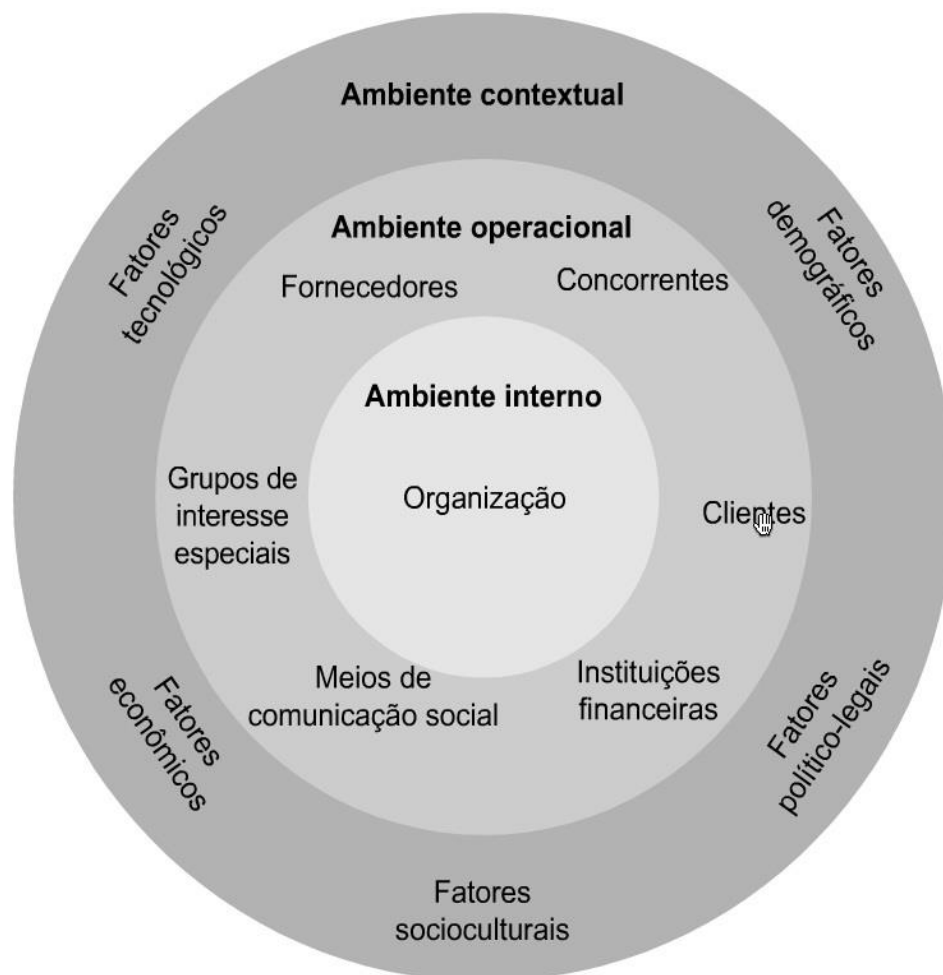 Ambiente contextual
Fatores
tecnológicos
Fatores
demográficos
Ambiente operacional
Fornecedores
Concorrentes
Ambiente interno
Organização
Grupos de
interesse
especiais
Clientes
Meios de
comunicação social
Instituições
financeiras
Fatores
econômicos
Fatores
político-legais
Fatores
socioculturais